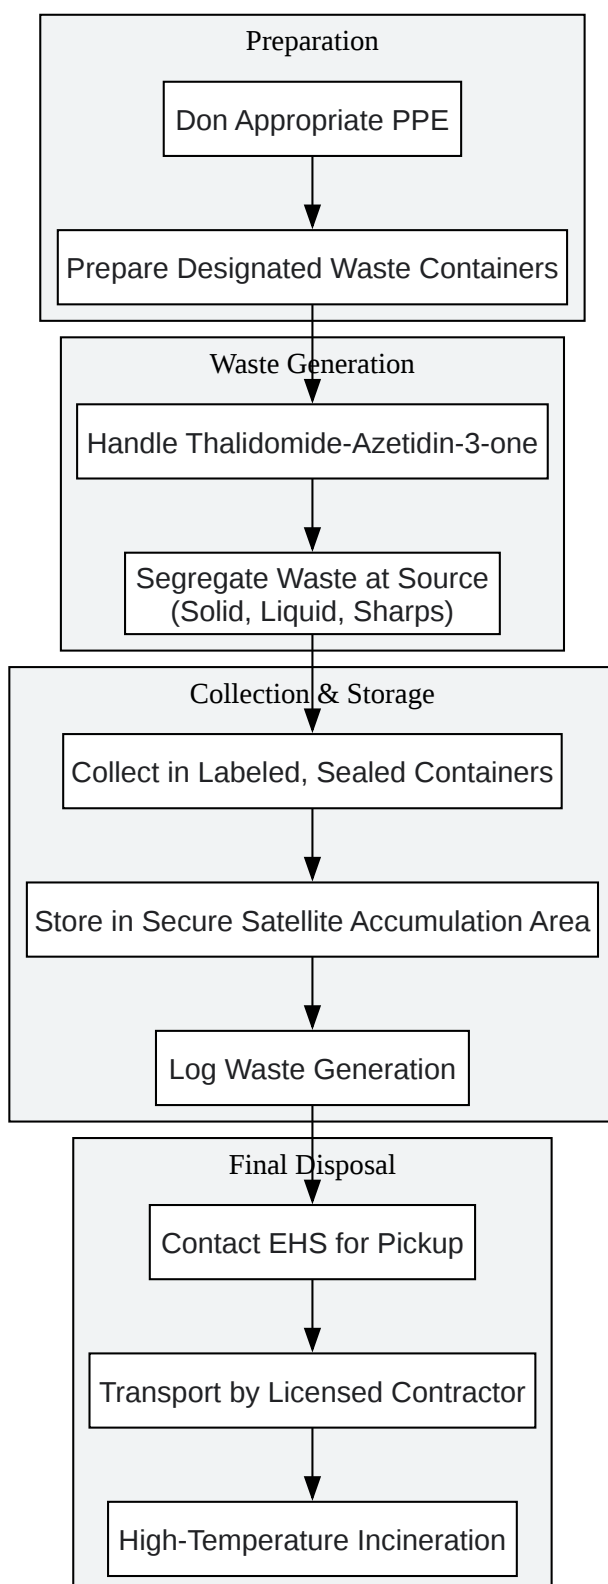 Preparation
Don Appropriate PPE
Prepare Designated Waste Containers
Waste Generation
Handle Thalidomide-Azetidin-3-one
Segregate Waste at Source
(Solid, Liquid, Sharps)
Collection & Storage
Collect in Labeled, Sealed Containers
Store in Secure Satellite Accumulation Area
Log Waste Generation
Final Disposal
Contact EHS for Pickup
Transport by Licensed Contractor
High-Temperature Incineration